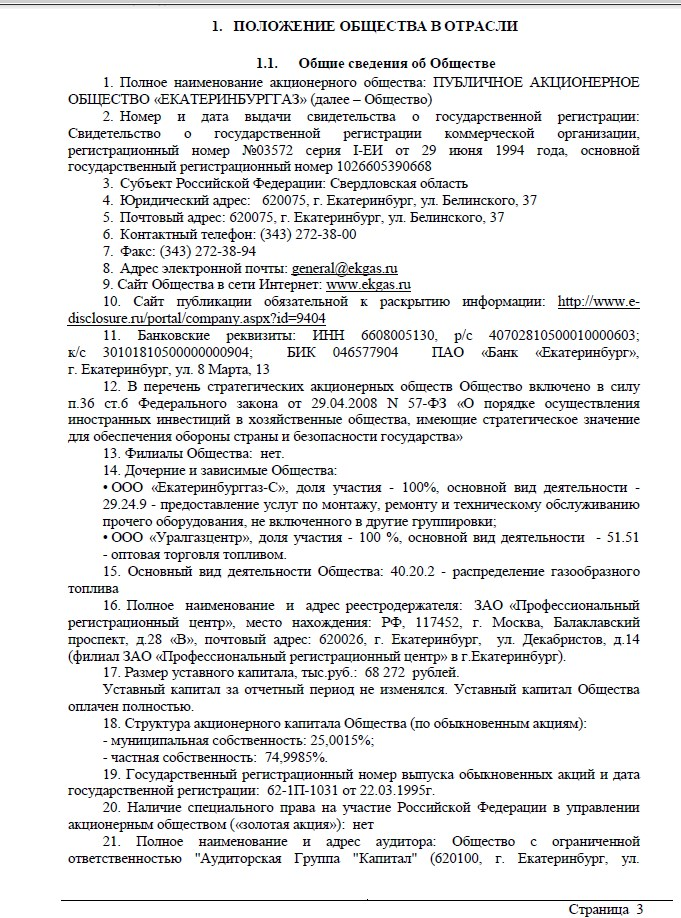 1. ПОЛОЖЕНИЕ ОБЩЕСТВА В ОТРАСЛИ
1.1. Общие сведения об Обществе
1. Полное наименование акционерного общества: ПУБЛИЧНОЕ АКЦИОНЕРНОЕ
ОБЩЕСТВО «ЕКАТЕРИНБУРГГАЗ» (далее – Общество)
2. Номер и дата выдачи свидетельства о государственной регистрации:
Свидетельство о государственной регистрации коммерческой организации,
регистрационный номер №03572 серия I-ЕИ от 29 июня 1994 года, основной
государственный регистрационный номер 1026605390668
3. Субъект Российской Федерации: Свердловская область
4. Юридический адрес: 620075, г. Екатеринбург, ул. Белинского, 37
5. Почтовый адрес: 620075, г. Екатеринбург, ул. Белинского, 37
6. Контактный телефон: (343) 272-38-00
7. Факс: (343) 272-38-94
8. Адрес электронной почты: general@ekgas.ru
9. Сайт Общества в сети Интернет: www.ekgas.ru
10. Сайт публикации обязательной к раскрытию информации: http://www.e-
disclosure.ru/portal/company.aspx?id=9404
11. Банковские реквизиты: ИНН 6608005130, р/с 40702810500010000603;
к/с 30101810500000000904; БИК 046577904 ПАО «Банк «Екатеринбург»,
г. Екатеринбург, ул. 8 Марта, 13
12. В перечень стратегических акционерных обществ Общество включено в силу
п.36 ст.6 Федерального закона от 29.04.2008 N 57-ФЗ «О порядке осуществления
иностранных инвестиций в хозяйственные общества, имеющие стратегическое значение
для обеспечения обороны страны и безопасности государства»
13. Филиалы Общества: нет.
14. Дочерние и зависимые Общества:
• ООО «Екатеринбурггаз-С», доля участия - 100%, основной вид деятельности -
29.24.9 - предоставление услуг по монтажу, ремонту и техническому обслуживанию
прочего оборудования, не включенного в другие группировки;
• ООО «Уралгазцентр», доля участия - 100 %, основной вид деятельности - 51.51
- оптовая торговля топливом.
15. Основный вид деятельности Общества: 40.20.2 - распределение газообразного
топлива
16. Полное наименование и адрес реестродержателя: ЗАО «Профессиональный
регистрационный центр», место нахождения: РФ, 117452, г. Москва, Балаклавский
проспект, д.28 «В», почтовый адрес: 620026, г. Екатеринбург, ул. Декабристов, д.14
(филиал ЗАО «Профессиональный регистрационный центр» в г.Екатеринбург).
17. Размер уставного капитала, тыс.руб.: 68 272 рублей.
Уставный капитал за отчетный период не изменялся. Уставный капитал Общества
оплачен полностью.
18. Структура акционерного капитала Общества (по обыкновенным акциям):
- муниципальная собственность: 25,0015%;
- частная собственность: 74,9985%.
19. Государственный регистрационный номер выпуска обыкновенных акций и дата
государственной регистрации: 62-1П-1031 от 22.03.1995г.
20. Наличие специального права на участие Российской Федерации в управлении
акционерным обществом («золотая акция»): нет
21. Полное наименование и адрес аудитора: Общество с ограниченной
ответственностью "Аудиторская Группа "Капитал" (620100, г. Екатеринбург, ул.
Страница 3